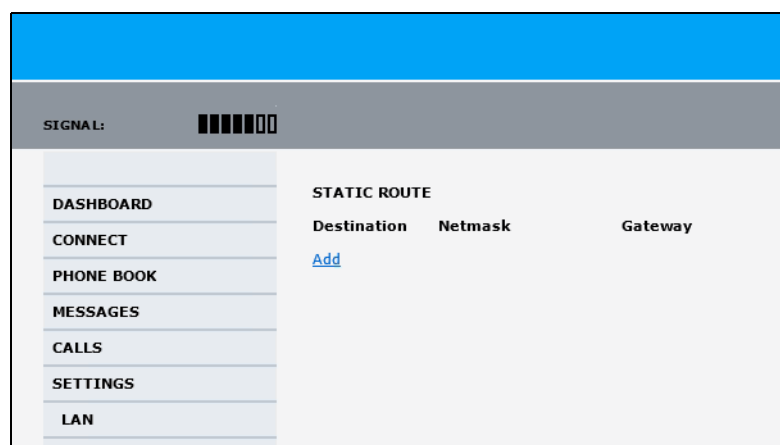 SIGNAL:
DASHBOARD
CONNECT
PHONE BOOK
MESSAGES
CALLS
SETTINGS
LAN
STATIC ROUTE
Destination Netmask Gateway
Add